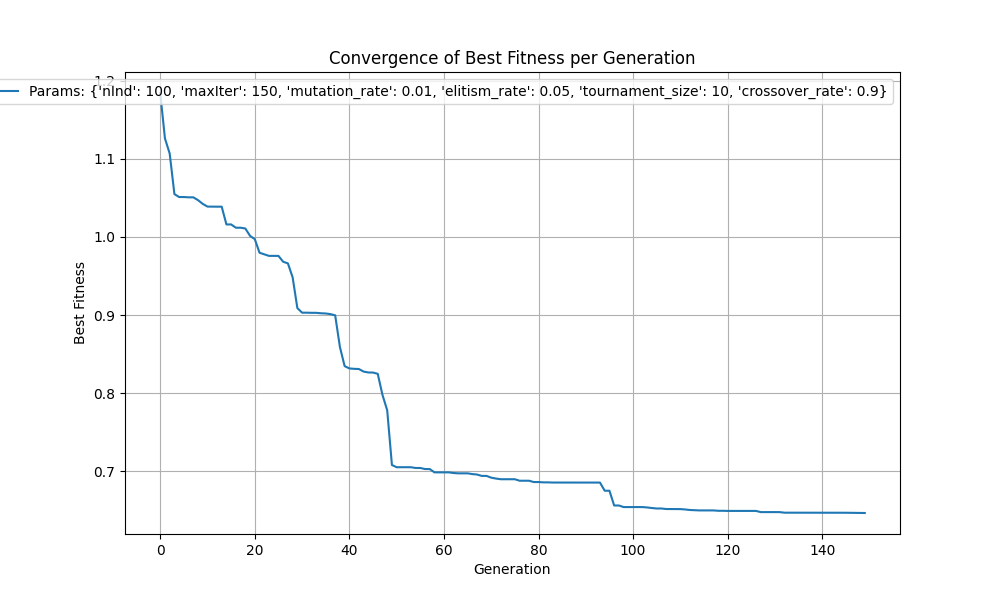 Convergence of Best Fitness per Generation
1.2
Params: {'nInd': 100, 'maxIter': 150, 'mutation_rate': 0.01, 'elitism_rate': 0.05, 'tournament_size': 10, 'crossover_rate': 0.9}
1.1
1.0
0.9
0.8
0.7
Best Fitness
0 20 40 60 80 100 120 140
Generation